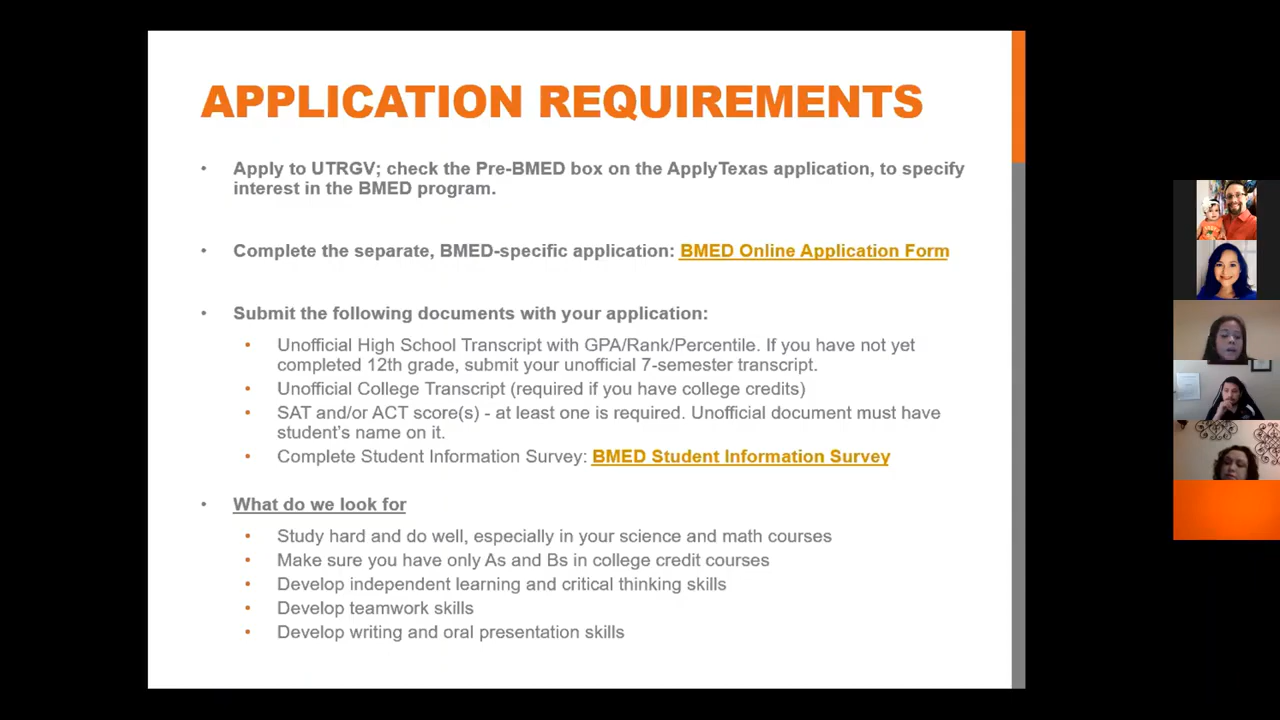 APPLICATION REQUIREMENTS
• Apply to UTRGV; check the Pre-BMED box on the ApplyTexas application, to specify
interest in the BMED program.
• Complete the separate, BMED-specific application: BMED Online Application Form
• Submit the following documents with your application:
• Unofficial High School Transcript with GPA/Rank/Percentile. If you have not yet
completed 12th grade, submit your unofficial 7-semester transcript.
• Unofficial College Transcript (required if you have college credits)
• SAT and/or ACT score(s) - at least one is required. Unofficial document must have
student's name on it.
• Complete Student Information Survey: BMED Student Information Survey
• What do we look for
• Study hard and do well, especially in your science and math courses
• Make sure you have only As and Bs in college credit courses
• Develop independent learning and critical thinking skills
• Develop teamwork skills
• Develop writing and oral presentation skills